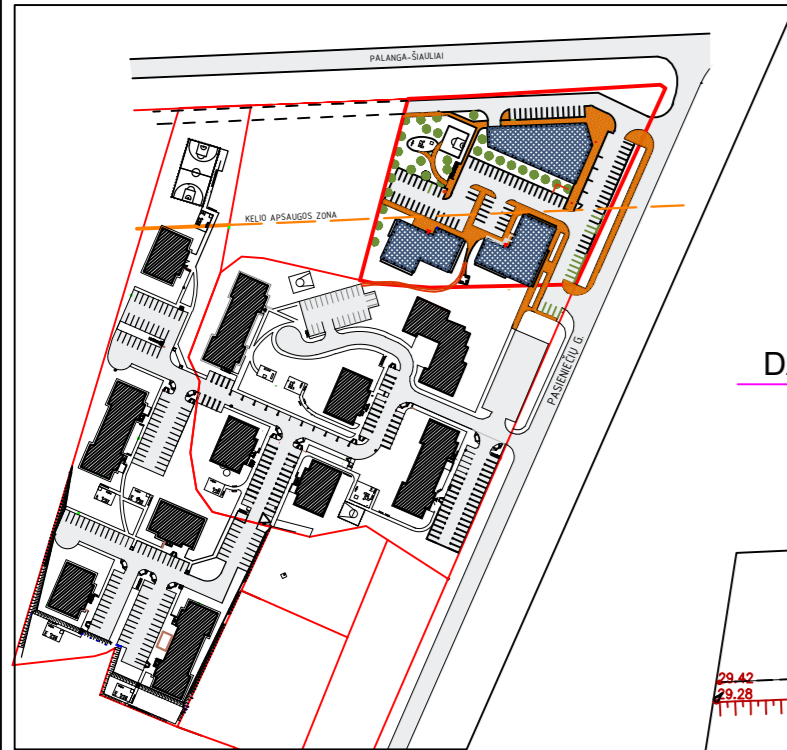 PALANGA-ŠIAULIAI
KELIO APSAUGOS ZONA
PASIENIEČIŲ G.
D
29.42
29.28